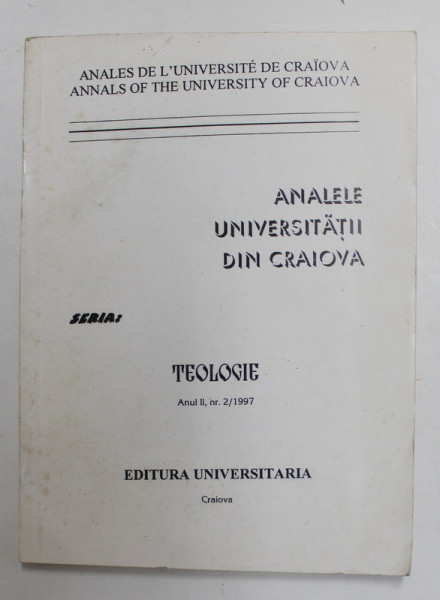 ANALES DE L'UNIVERSITÉ DE CRAÏOVA
ANNALS OF THE UNIVERSITY OF CRAIOVA
ANALELE
UNIVERSITĂŢII
DIN CRAIOVA
SERIA:
TEOLOGIE
Anul II, nr. 2/1997
EDITURA UNIVERSITARIA
Craiova